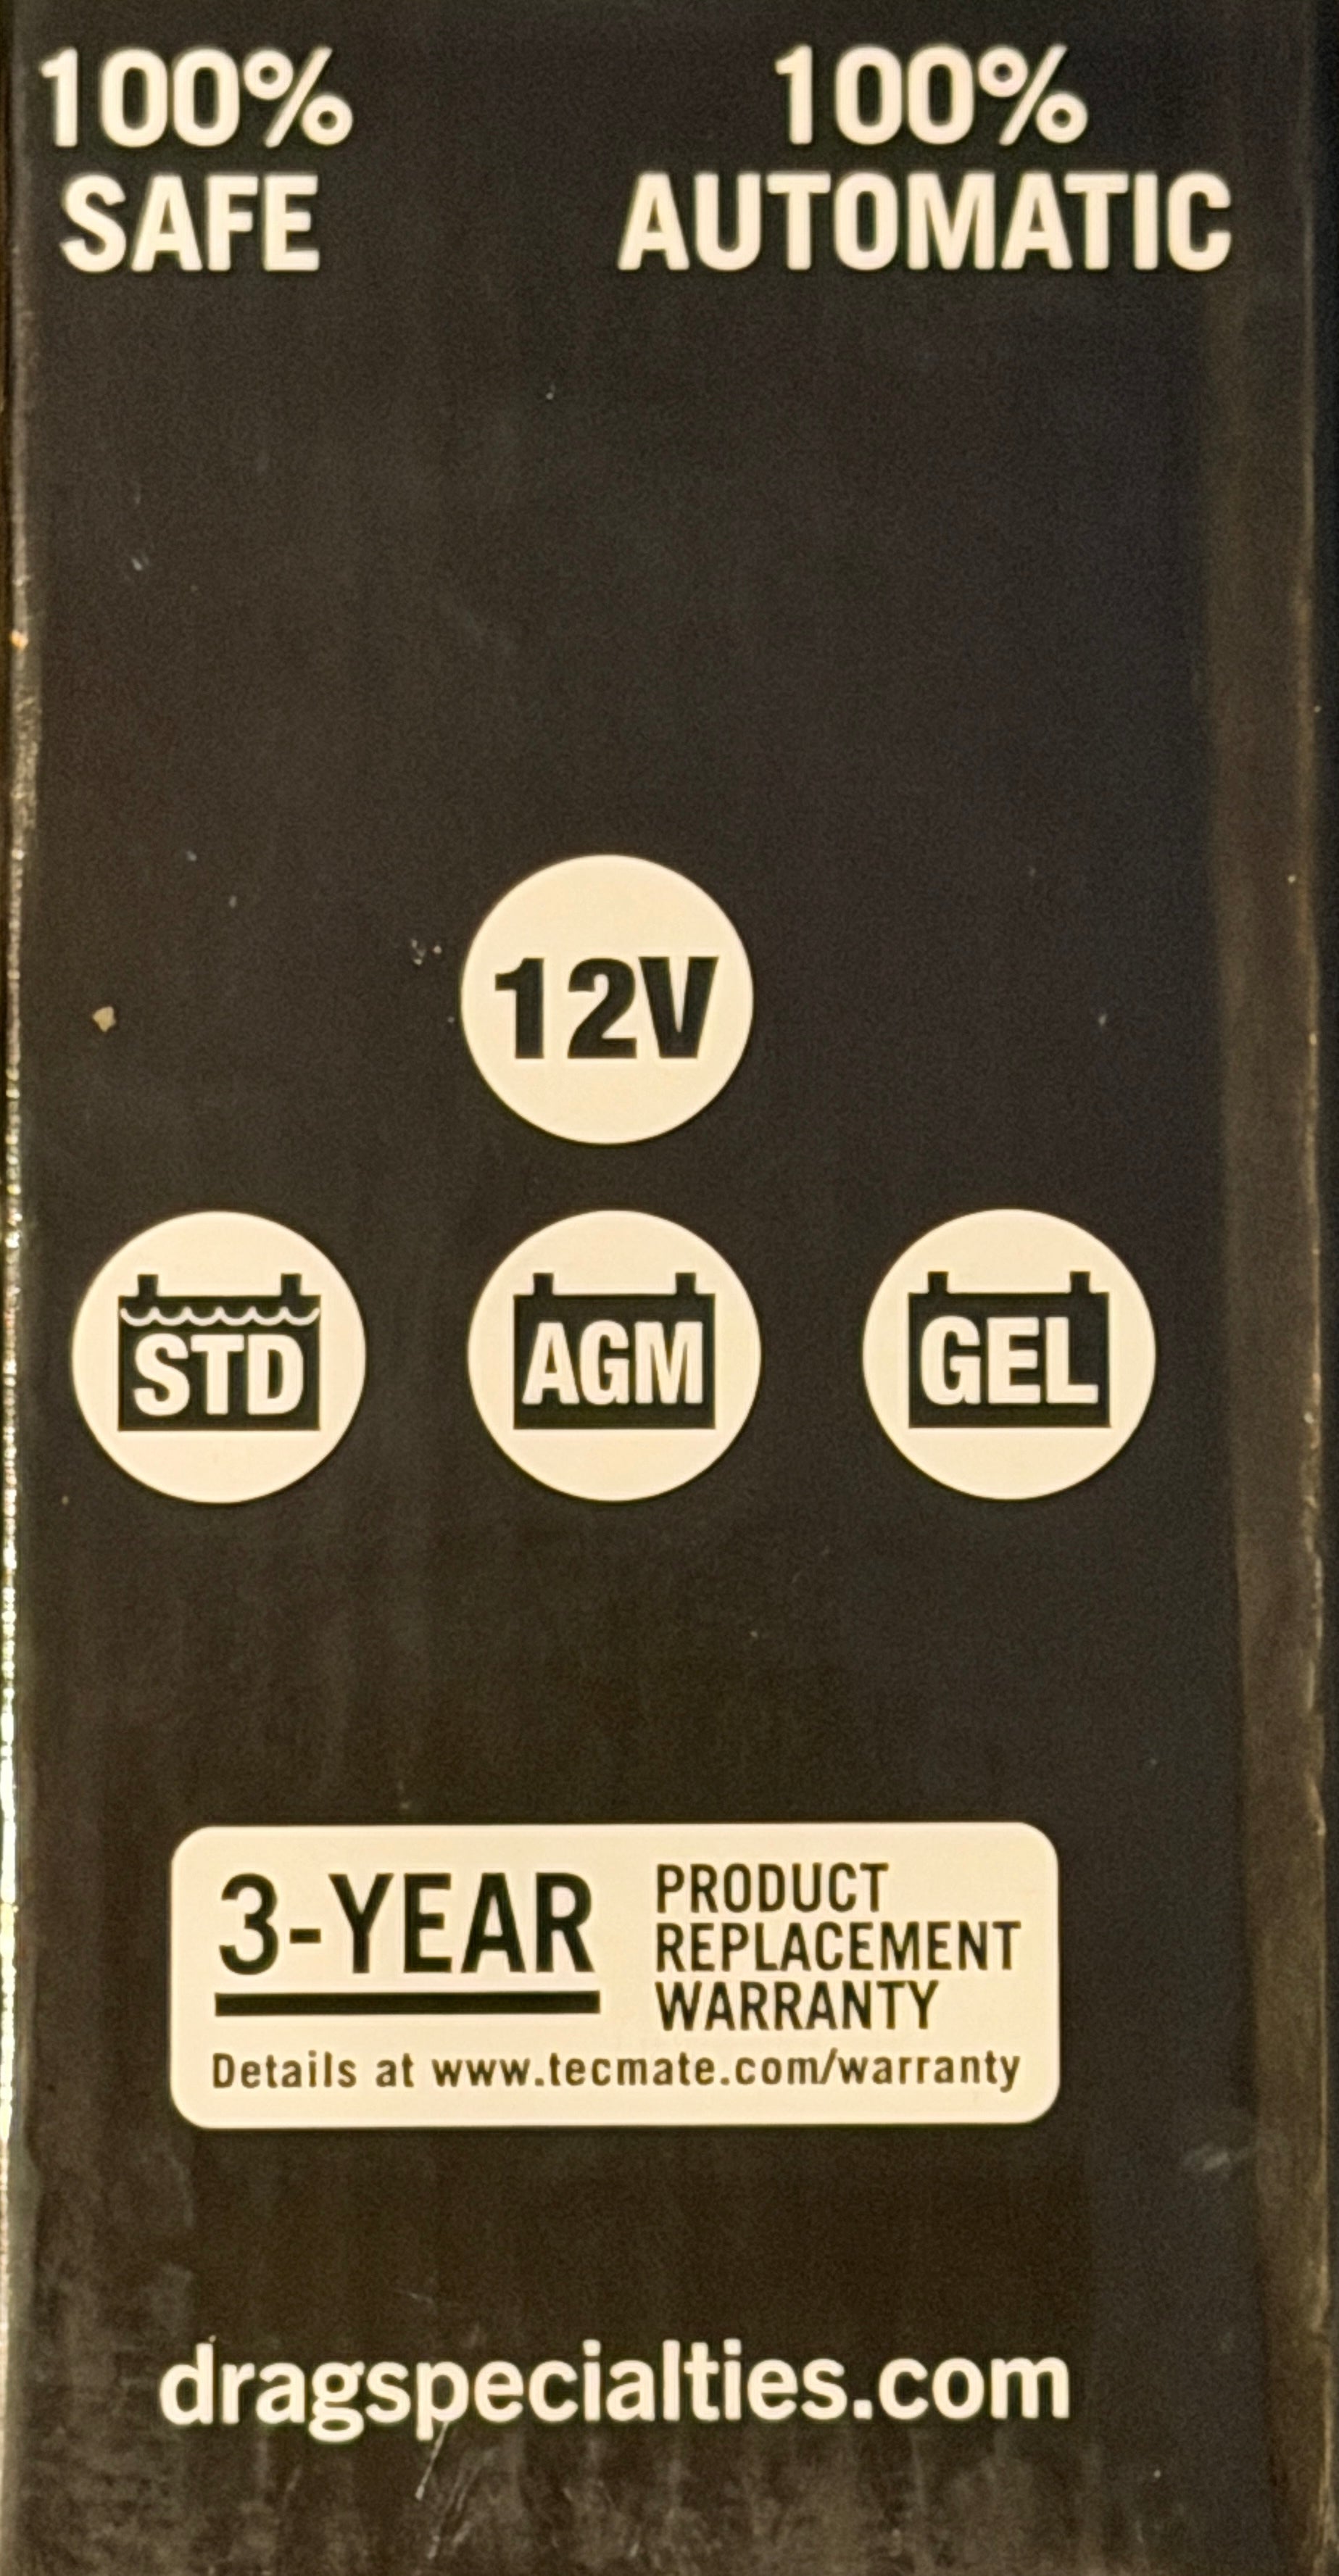 100%
SAFE
100%
AUTOMATIC
12V
STD
AGM
GEL
3-YEAR
PRODUCT
REPLACEMENT
WARRANTY
Details at www.tecmate.com/warranty
dragspecialties.com